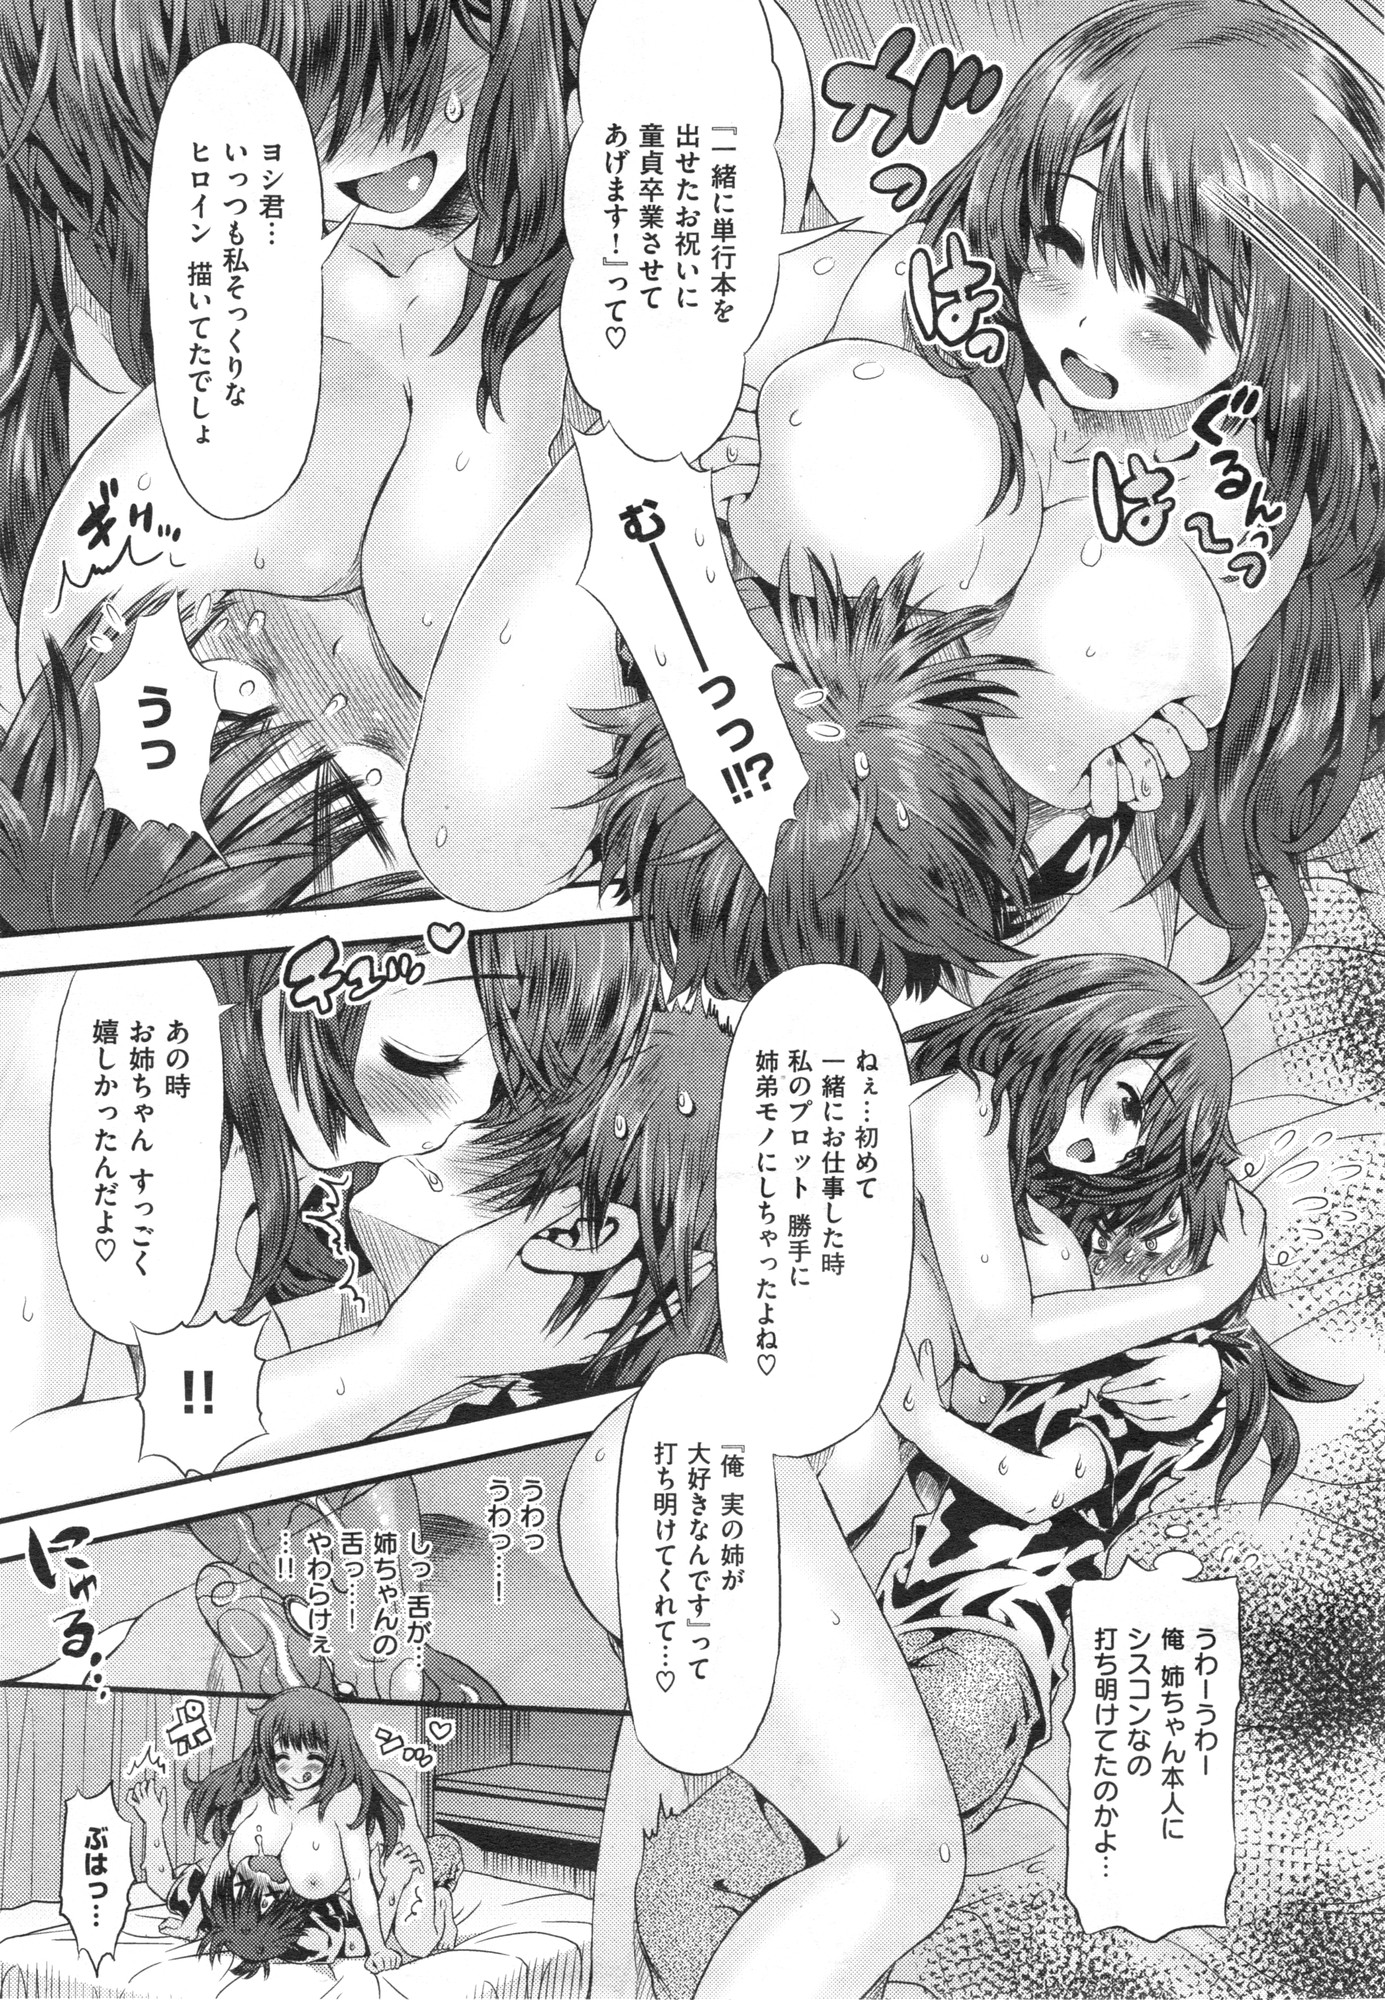 『一緒に単行本を
出せたお祝いに
童貞卒業させて
あげます！』って♡
ガバッ
ぱっ
ぐるんっ
は～っ
む―――っっ!!?
ヨシ君…
いっつも私そっくりな
ヒロイン 描いてたでしょ
ギリ…
うっ
ねぇ…初めて
一緒にお仕事した時
私のプロット 勝手に
姉弟モノにしちゃったよね♡
『俺 実の姉が
大好きなんです』って
打ち明けてくれて…♡
うわーうわー
俺 姉ちゃん本人に
シスコンなの
打ち明けてたのかよ…
チュッ♡
あの時
お姉ちゃん すっごく
嬉しかったんだよ♡
!!
うわっ
うわっ…！
しっ 舌が…
姉ちゃんの
舌っ…！
やわらけぇ
…!!
にゅる…
ポンッ♡
ぶはっ…